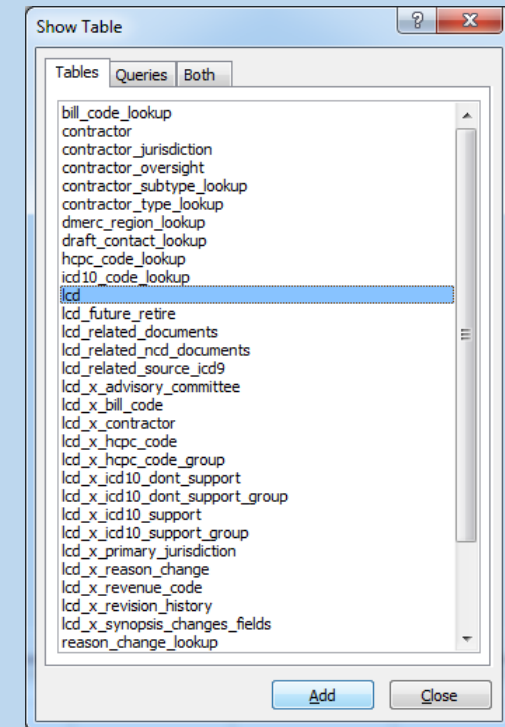 Show Table
?
Tables Queries Both
bill_code_lookup
contractor
contractor_jurisdiction
contractor_oversight
contractor_subtype_lookup
contractor_type_lookup
dmerc_region_lookup
draft_contact_lookup
hcpc_code_lookup
icd10_code_lookup
lcd
lcd_future_retire
lcd_related_documents
lcd_related_ncd_documents
lcd_related_source_icd9
lcd_x_advisory_committee
lcd_x_bill_code
lcd_x_contractor
lcd_x_hcpc_code
lcd_x_hcpc_code_group
lcd_x_icd10_dont_support
lcd_x_icd10_dont_support_group
lcd_x_icd10_support
lcd_x_icd10_support_group
lcd_x_primary_jurisdiction
lcd_x_reason_change
lcd_x_revenue_code
lcd_x_revision_history
lcd_x_synopsis_changes_fields
reason_change_lookup
Add Close